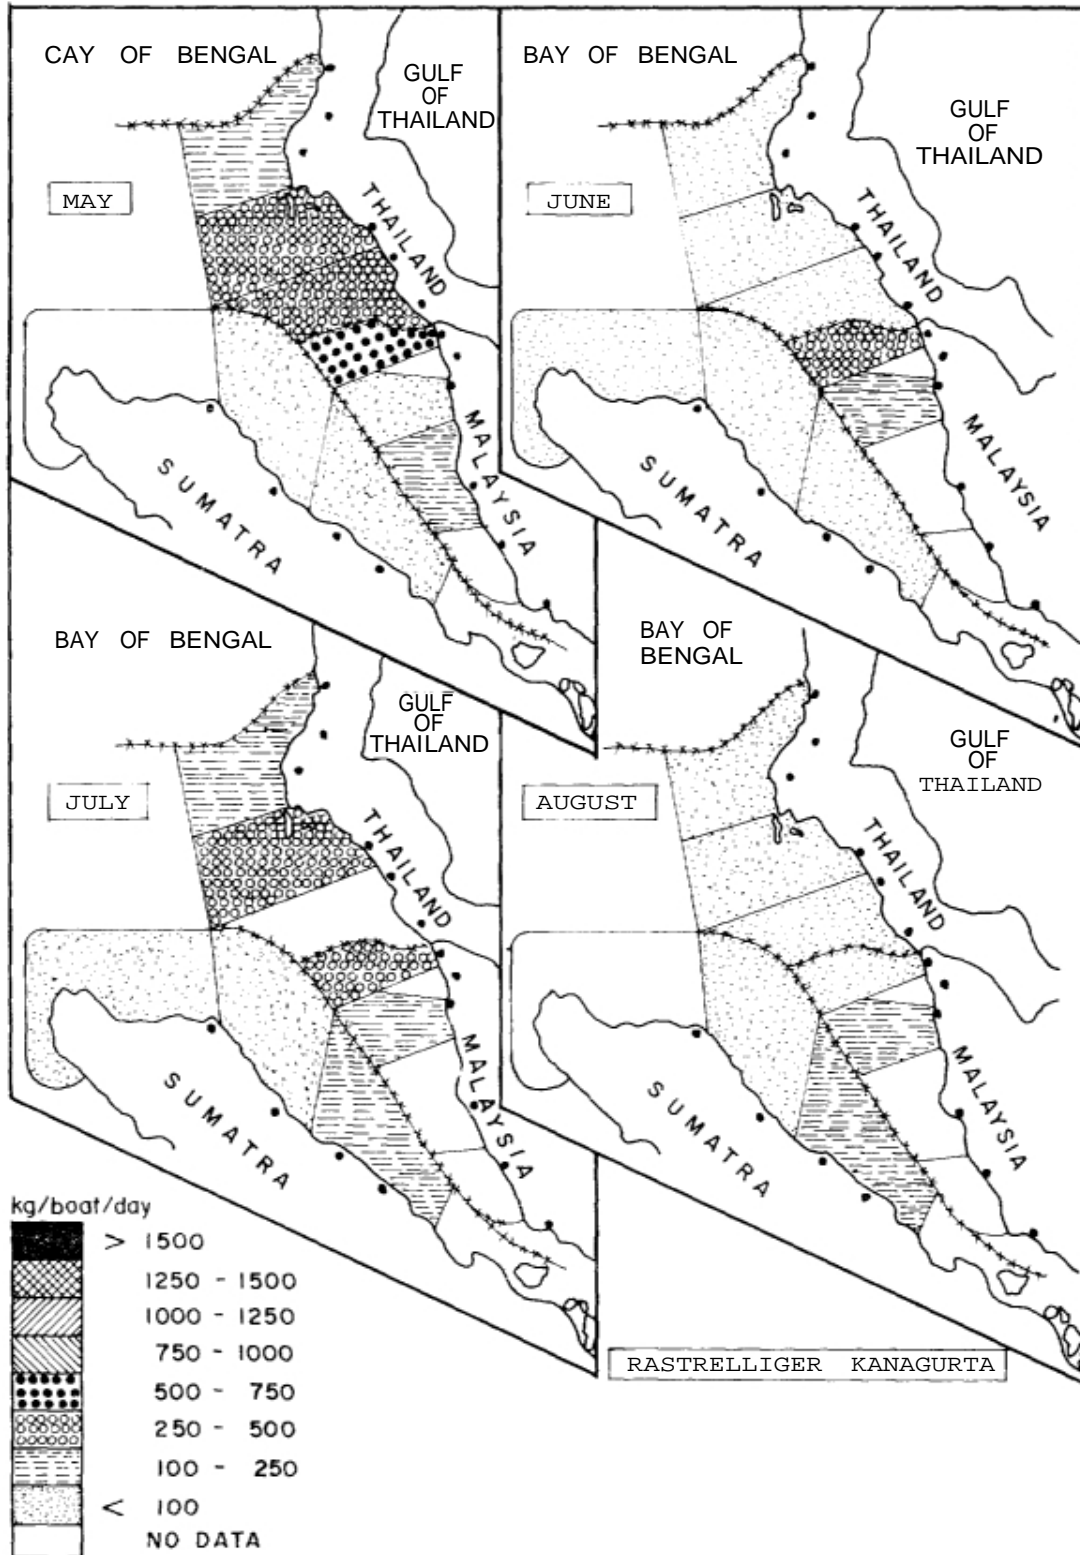 CAY OF BENGAL
GULF
OF
THAILAND
MAY
THAILAND
MALAYSIA
SUMATRA
BAY OF BENGAL
GULF
OF
THAILAND
JUNE
THAILAND
MALAYSIA
SUMATRA
BAY OF BENGAL
GULF
OF
THAILAND
JULY
THAILAND
MALAYSIA
SUMATRA
BAY OF
BENGAL
GULF
OF
THAILAND
AUGUST
THAILAND
MALAYSIA
SUMATRA
kg/boat/day
> 1500
1250 - 1500
1000 - 1250
750 - 1000
500 - 750
250 - 500
100 - 250
< 100
NO DATA
RASTRELLIGER KANAGURTA